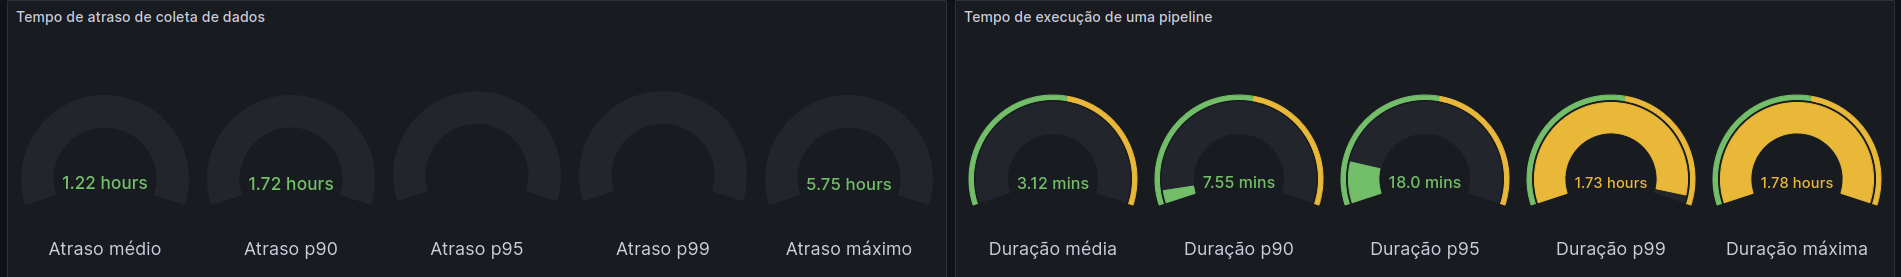 Tempo de atraso de coleta de dados
1.22 hours
1.72 hours
5.75 hours
Atraso médio
Atraso p90
Atraso p95
Atraso p99
Atraso máximo
Tempo de execução de uma pipeline
3.12 mins
7.55 mins
18.0 mins
1.73 hours
1.78 hours
Duração média
Duração p90
Duração p95
Duração p99
Duração máxima